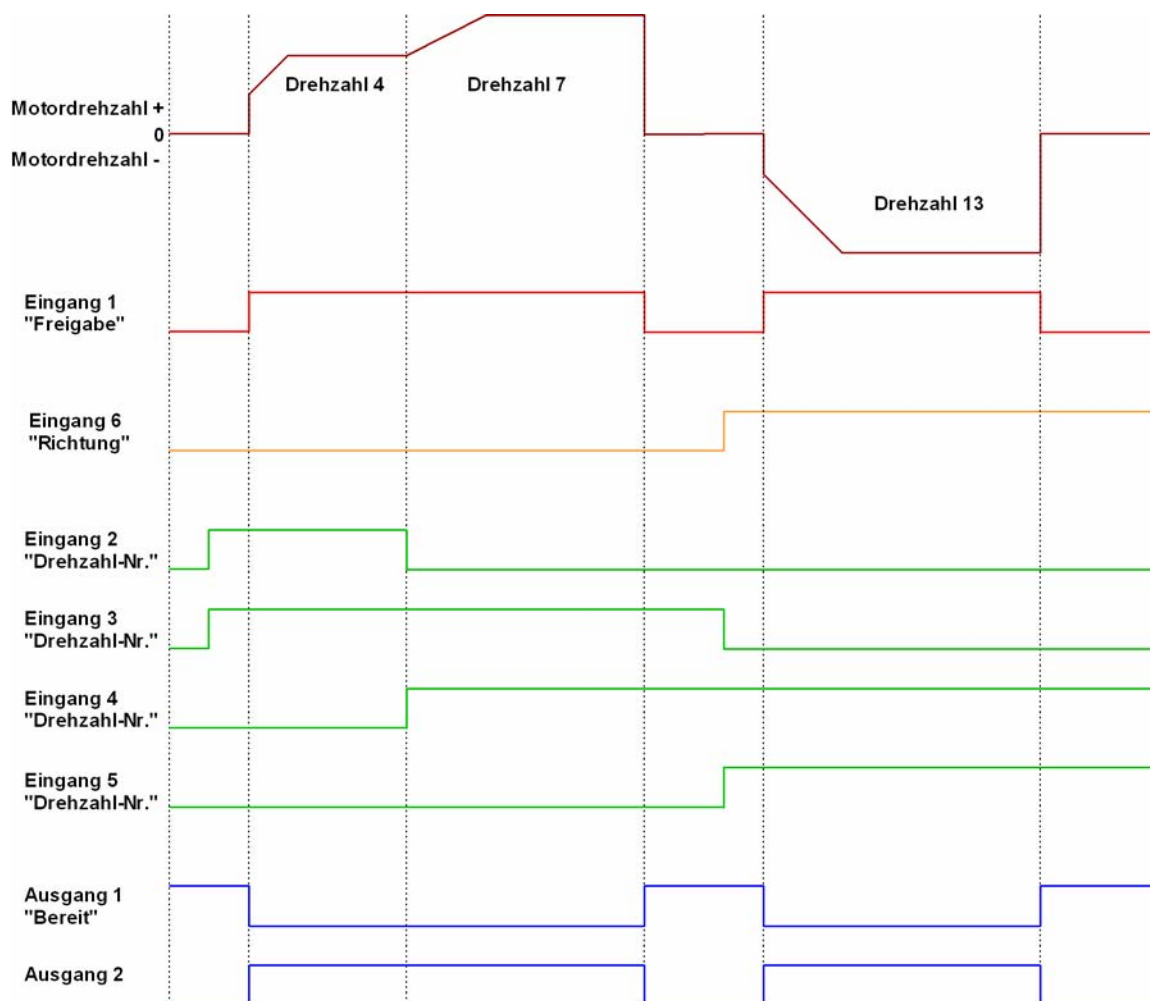 Drehzahl 4
Drehzahl 7
Motordrehzahl +
0
Motordrehzahl -
Drehzahl 13
Eingang 1
"Freigabe"
Eingang 6
"Richtung"
Eingang 2
"Drehzahl-Nr."
Eingang 3
"Drehzahl-Nr."
Eingang 4
"Drehzahl-Nr."
Eingang 5
"Drehzahl-Nr."
Ausgang 1
"Bereit"
Ausgang 2